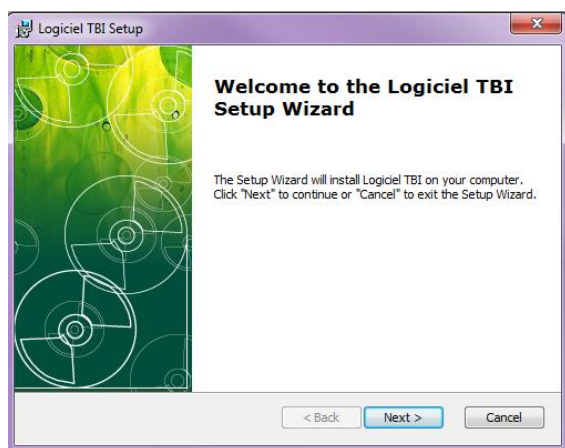 Logiciel TBI Setup
Welcome to the Logiciel TBI
Setup Wizard
The Setup Wizard will install Logiciel TBI on your computer.
Click "Next" to continue or "Cancel" to exit the Setup Wizard.
< Back Next > Cancel